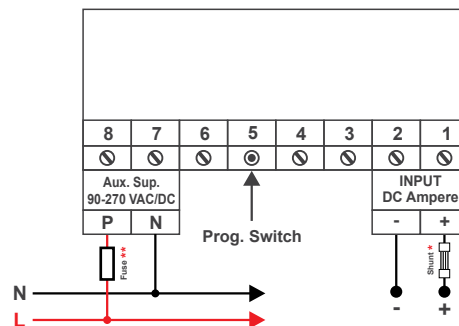 8 7 6 5 4 3 2 1
Aux. Sup.
90-270 VAC/DC
INPUT
DC Ampere
P N
- +
Prog. Switch
Fuse **
Shunt *
N
L
- +